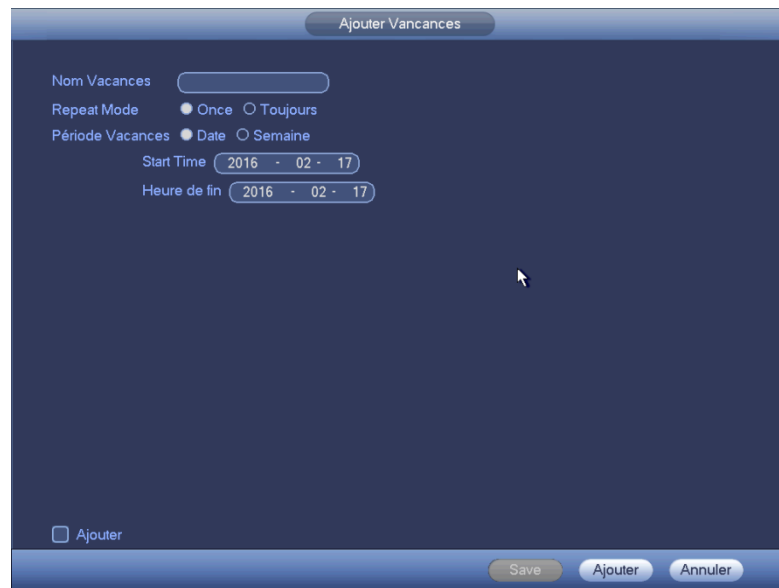 Ajouter Vancances
Nom Vacances
Repeat Mode Once Toujours
Période Vacances Date Semaine
Start Time 2016 - 02 - 17
Heure de fin 2016 - 02 - 17
Ajouter
Save Ajouter Annuler